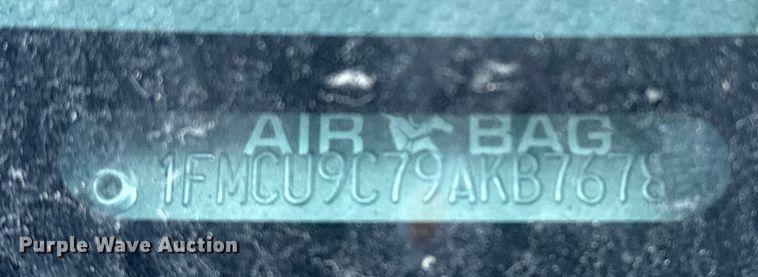 AIR BAG
1FMCU9C79AKB7678
Purple Wave Auction